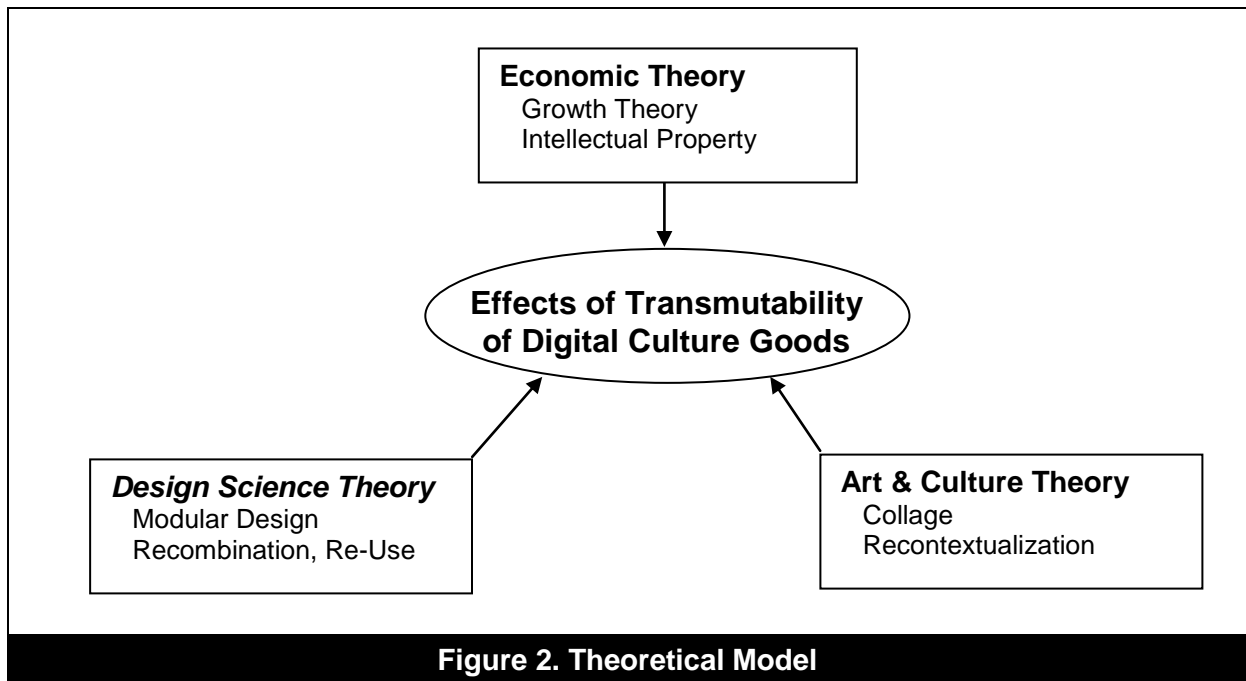 Economic Theory
Growth Theory
Intellectual Property
Effects of Transmutability
of Digital Culture Goods
Design Science Theory
Modular Design
Recombination, Re-Use
Art & Culture Theory
Collage
Recontextualization
Figure 2. Theoretical Model